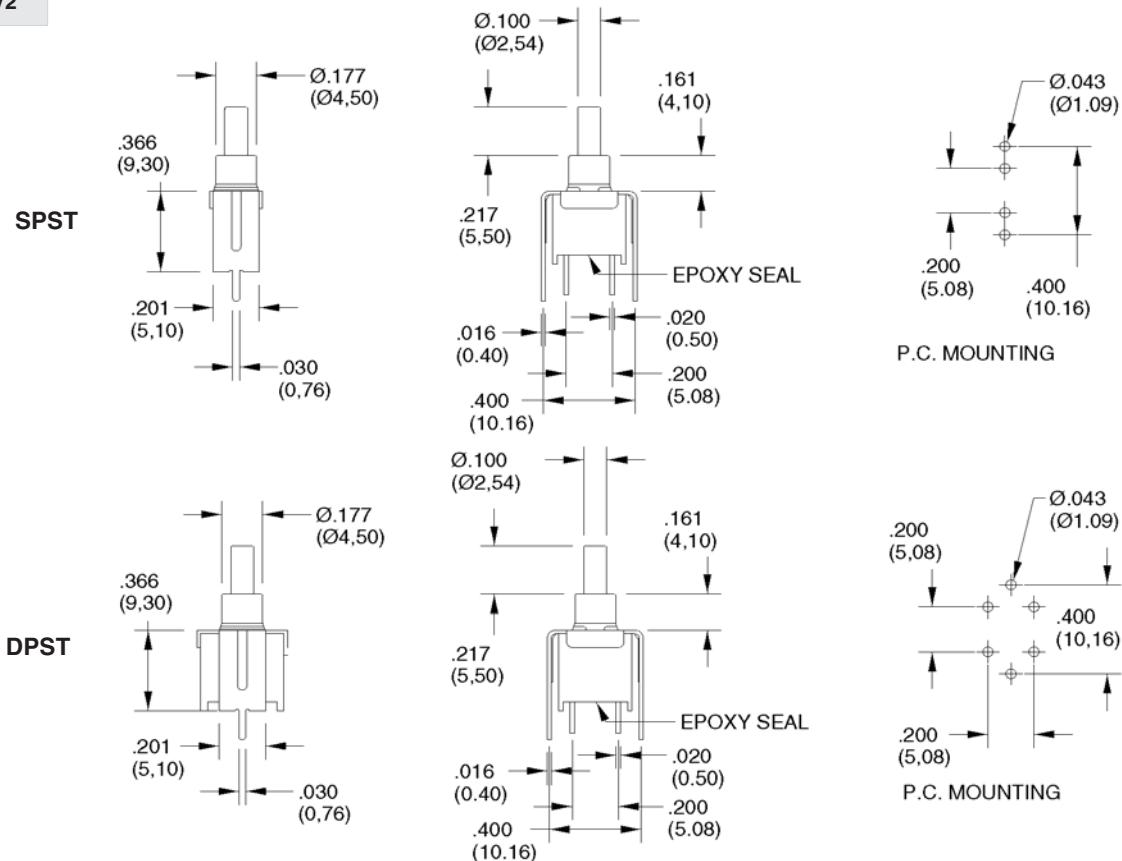 V2
SPST
Ø.177
(Ø4,50)
.366
(9,30)
.201
(5,10)
.030
(0,76)
Ø.100
(Ø2,54)
.161
(4,10)
.217
(5,50)
EPOXY SEAL
.016
(0.40)
.020
(0.50)
.200
(5.08)
.400
(10.16)
Ø.043
(Ø1.09)
.200
(5.08)
.400
(10.16)
P.C. MOUNTING
DPST
Ø.177
(Ø4,50)
.366
(9,30)
.201
(5,10)
.030
(0,76)
Ø.100
(Ø2,54)
.161
(4,10)
.217
(5,50)
EPOXY SEAL
.016
(0.40)
.020
(0.50)
.200
(5.08)
.400
(10.16)
Ø.043
(Ø1.09)
.200
(5,08)
.400
(10,16)
.200
(5,08)
P.C. MOUNTING